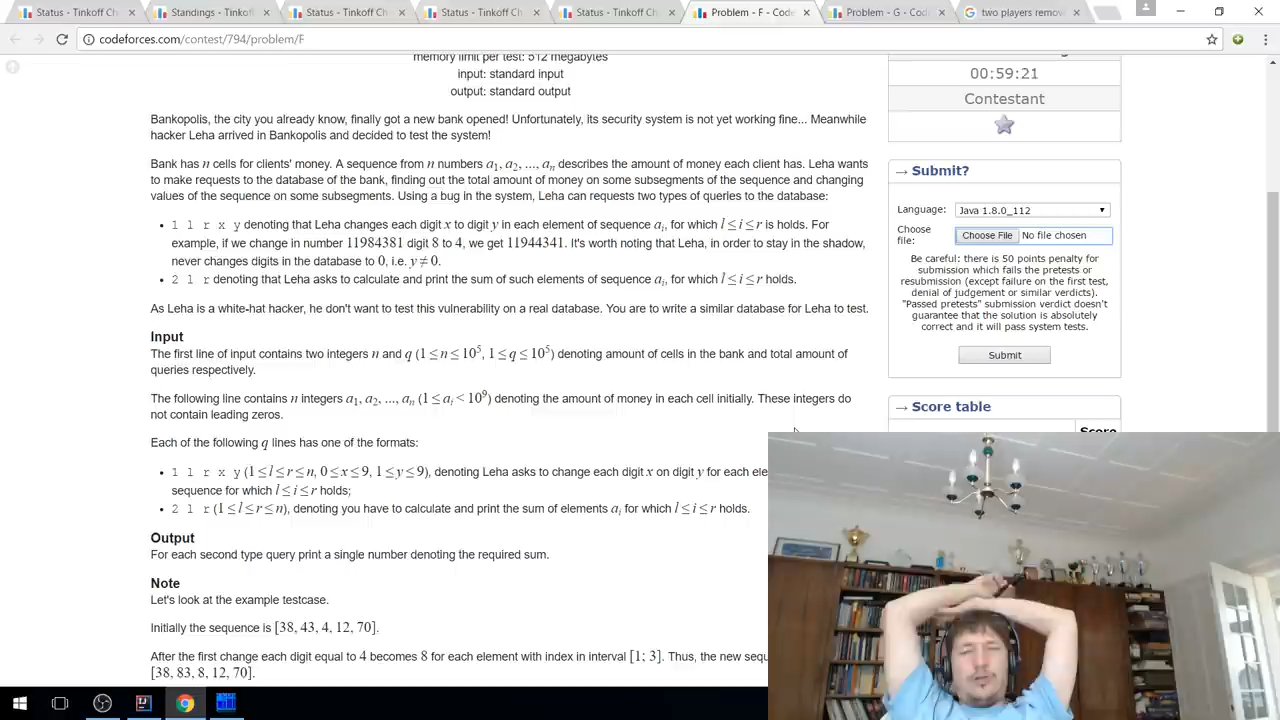 Status - Tinkoff Ch
Standings - Tinkof
Status - Tinkoff Ch
Status - Tinkoff Ch
Status - Tinkoff Ch
Problem - F - Code
Problem - G - Code
two players remov
codeforces.com/contest/794/problem/F
memory limit per test: 512 megabytes
input: standard input
output: standard output
Bankopolis, the city you already know, finally got a new bank opened! Unfortunately, its security system is not yet working fine... Meanwhile
hacker Leha arrived in Bankopolis and decided to test the system!
Bank has n cells for clients' money. A sequence from n numbers a1, a2, ..., an describes the amount of money each client has. Leha wants
to make requests to the database of the bank, finding out the total amount of money on some subsegments of the sequence and changing
values of the sequence on some subsegments. Using a bug in the system, Leha can requests two types of queries to the database:
• 1 l r x y denoting that Leha changes each digit x to digit y in each element of sequence ai, for which l ≤ i ≤ r is holds. For
example, if we change in number 11984381 digit 8 to 4, we get 11944341. It's worth noting that Leha, in order to stay in the shadow,
never changes digits in the database to 0, i.e. y ≠ 0.
• 2 l r denoting that Leha asks to calculate and print the sum of such elements of sequence ai, for which l ≤ i ≤ r holds.
As Leha is a white-hat hacker, he don't want to test this vulnerability on a real database. You are to write a similar database for Leha to test.
Input
The first line of input contains two integers n and q (1 ≤ n ≤ 10^5, 1 ≤ q ≤ 10^5) denoting amount of cells in the bank and total amount of
queries respectively.
The following line contains n integers a1, a2, ..., an (1 ≤ ai < 10^9) denoting the amount of money in each cell initially. These integers do
not contain leading zeros.
Each of the following q lines has one of the formats:
• 1 l r x y (1 ≤ l ≤ r ≤ n, 0 ≤ x ≤ 9, 1 ≤ y ≤ 9), denoting Leha asks to change each digit x on digit y for each ele
sequence for which l ≤ i ≤ r holds;
• 2 l r (1 ≤ l ≤ r ≤ n), denoting you have to calculate and print the sum of elements ai for which l ≤ i ≤ r holds.
Output
For each second type query print a single number denoting the required sum.
Note
Let's look at the example testcase.
Initially the sequence is [38, 43, 4, 12, 70].
After the first change each digit equal to 4 becomes 8 for each element with index in interval [1; 3]. Thus, the new sequ
[38, 83, 8, 12, 70].
00:59:21
Contestant
→ Submit?
Language: Java 1.8.0_112
Choose
file: Choose File No file chosen
Be careful: there is 50 points penalty for
submission which fails the pretests or
resubmission (except failure on the first test,
denial of judgement or similar verdicts).
"Passed pretests" submission verdict doesn't
guarantee that the solution is absolutely
correct and it will pass system tests.
Submit
→ Score table
Score